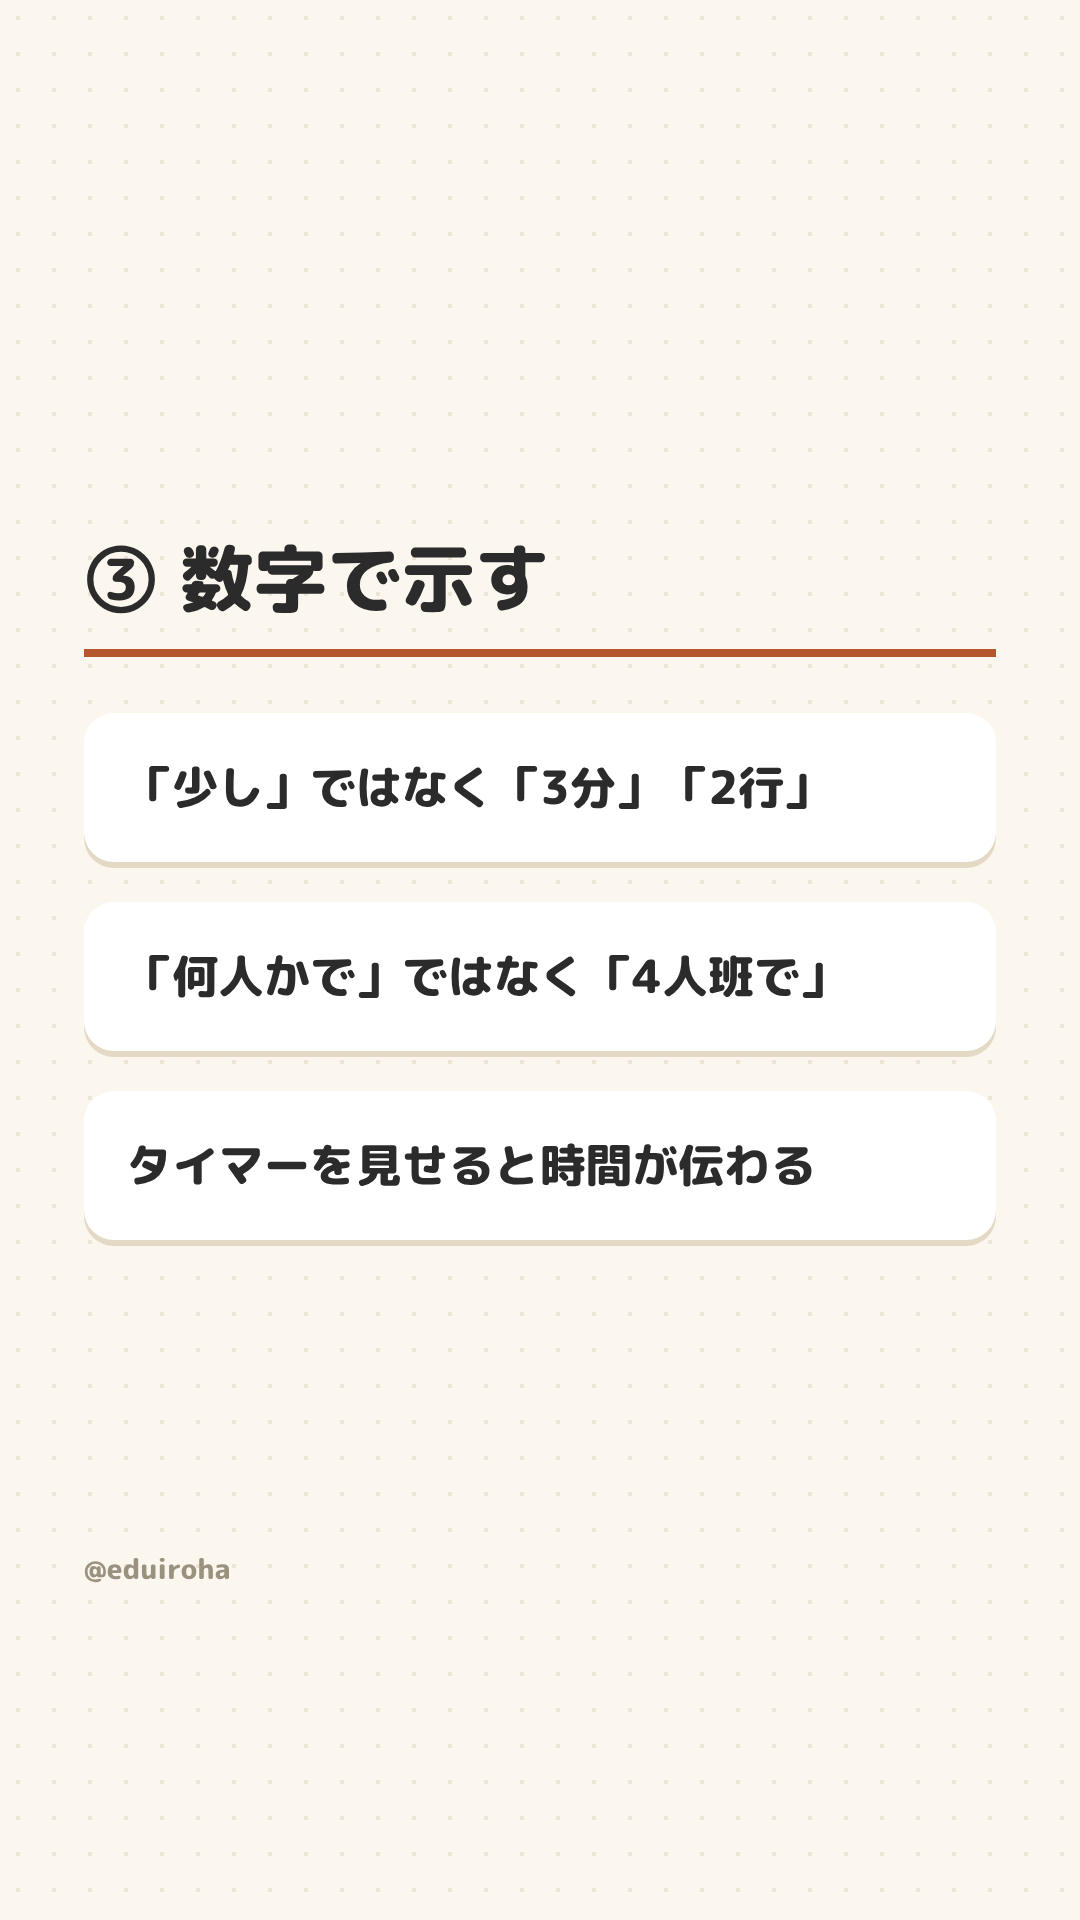 ③ 数字で示す
「少し」ではなく「3分」「2行」
「何人かで」ではなく「4人班で」
タイマーを見せると時間が伝わる
@eduiroha